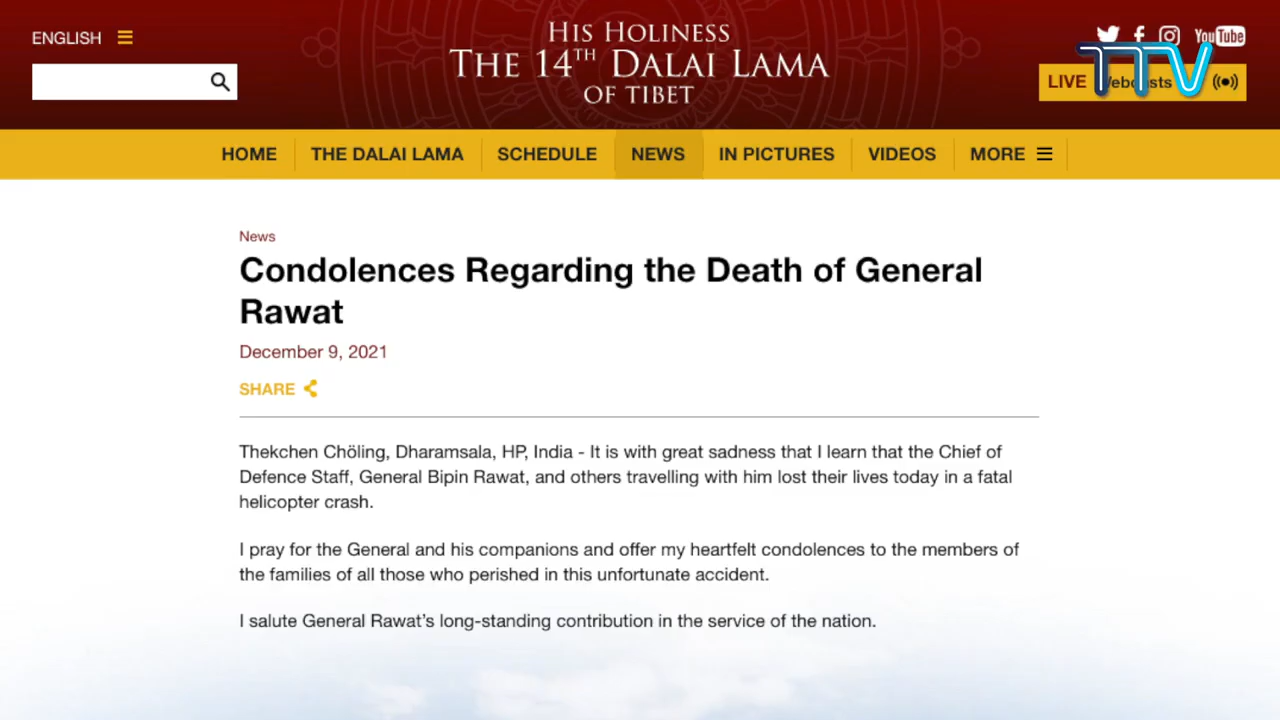 ENGLISH
HIS HOLINESS
THE 14TH DALAI LAMA
OF TIBET
YouTube
TTV
LIVE Webcasts
HOME THE DALAI LAMA SCHEDULE NEWS IN PICTURES VIDEOS MORE
News
Condolences Regarding the Death of General
Rawat
December 9, 2021
SHARE
Thekchen Chöling, Dharamsala, HP, India - It is with great sadness that I learn that the Chief of
Defence Staff, General Bipin Rawat, and others travelling with him lost their lives today in a fatal
helicopter crash.
I pray for the General and his companions and offer my heartfelt condolences to the members of
the families of all those who perished in this unfortunate accident.
I salute General Rawat's long-standing contribution in the service of the nation.